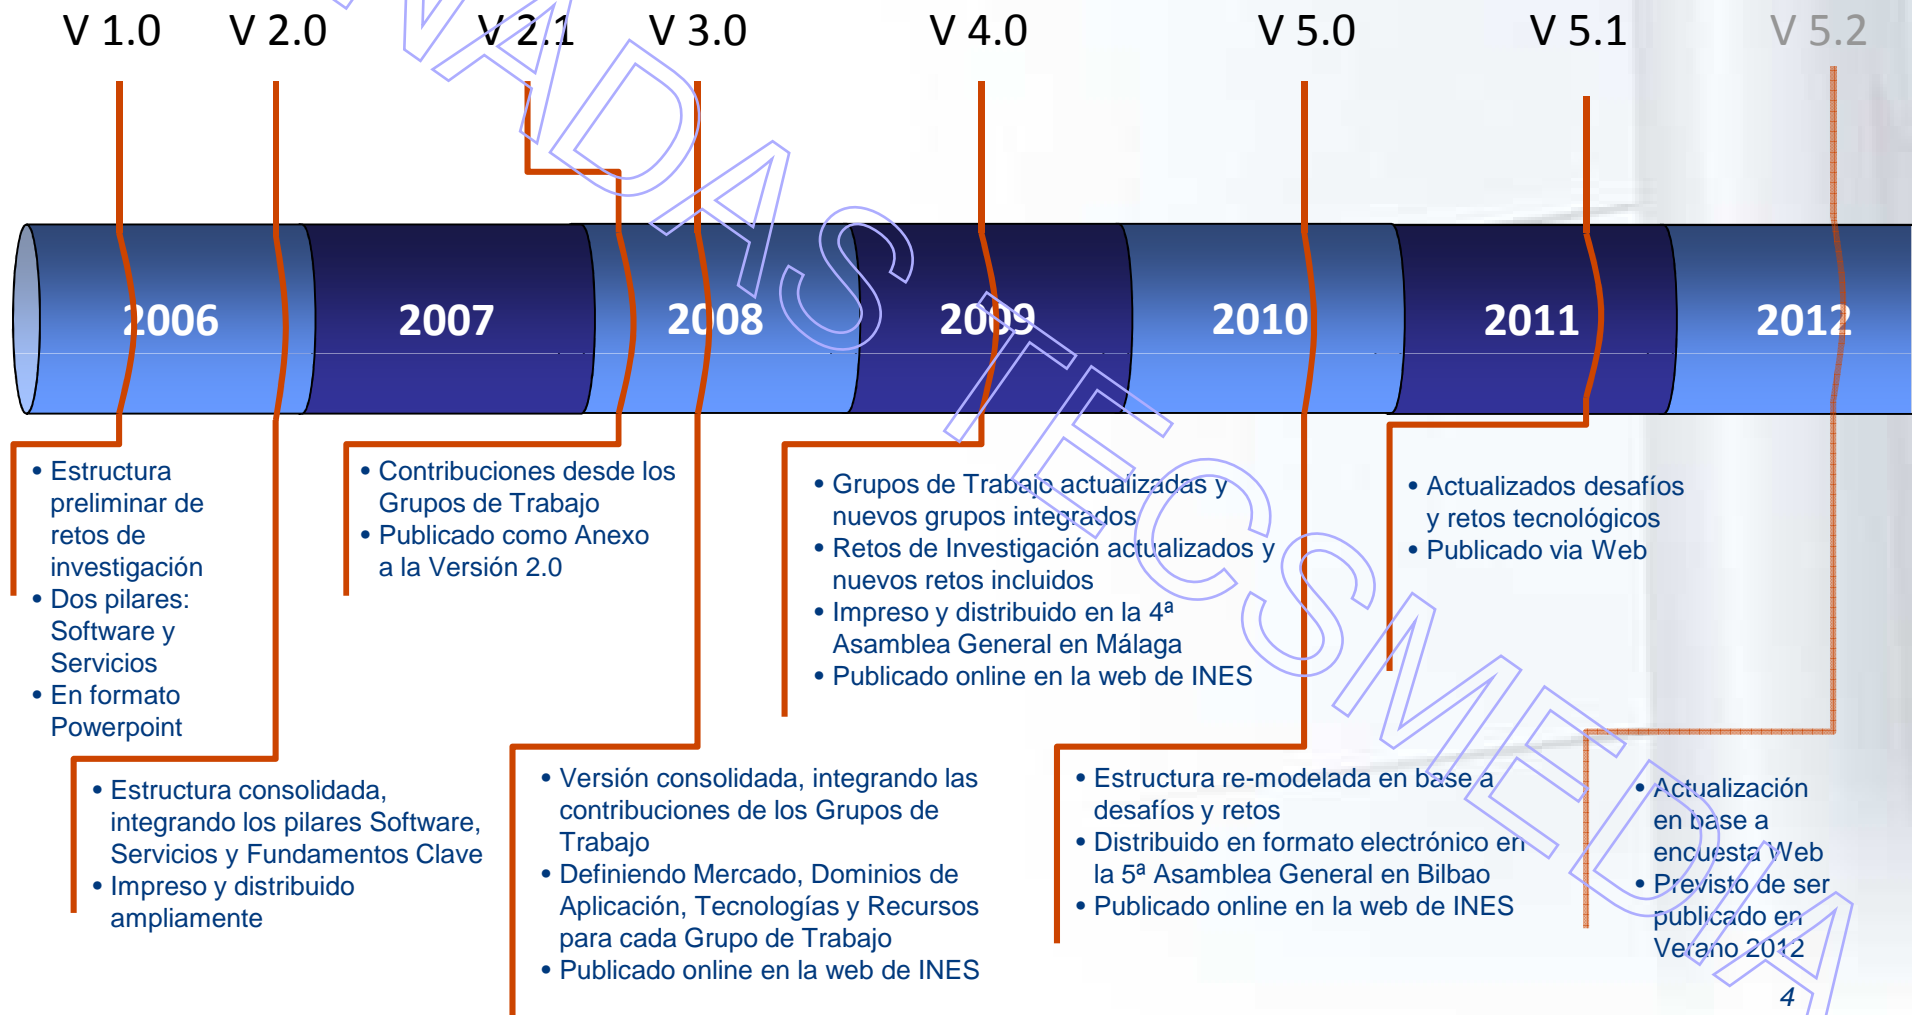 V 1.0
V 2.0
V 2.1
V 3.0
V 4.0
V 5.0
V 5.1
V 5.2
2006
2007
2008
2009
2010
2011
2012
• Estructura
preliminar de
retos de
investigación
• Dos pilares:
Software y
Servicios
• En formato
Powerpoint
• Estructura consolidada,
integrando los pilares Software,
Servicios y Fundamentos Clave
• Impreso y distribuido
ampliamente
• Contribuciones desde los
Grupos de Trabajo
• Publicado como Anexo
a la Versión 2.0
• Versión consolidada, integrando las
contribuciones de los Grupos de
Trabajo
• Definiendo Mercado, Dominios de
Aplicación, Tecnologías y Recursos
para cada Grupo de Trabajo
• Publicado online en la web de INES
• Grupos de Trabajo actualizadas y
nuevos grupos integrados
• Retos de Investigación actualizados y
nuevos retos incluidos
• Impreso y distribuido en la 4ª
Asamblea General en Málaga
• Publicado online en la web de INES
• Estructura re-modelada en base a
desafíos y retos
• Distribuido en formato electrónico en
la 5ª Asamblea General en Bilbao
• Publicado online en la web de INES
• Actualizados desafíos
y retos tecnológicos
• Publicado via Web
• Actualización
en base a
encuesta Web
• Previsto de ser
publicado en
Verano 2012
4
NADAS TECSMEDIA